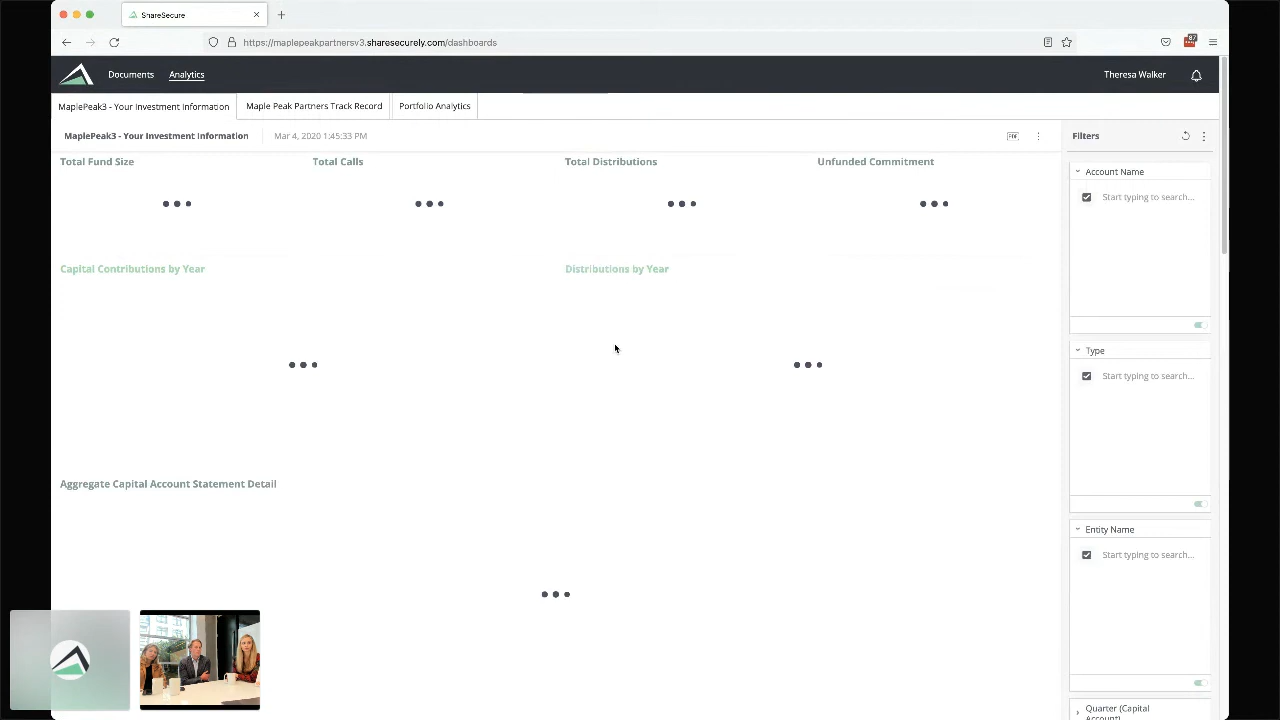 ShareSecure
https://maplepeakpartnersv3.sharesecurely.com/dashboards
87
Documents
Analytics
Theresa Walker
MaplePeak3 - Your Investment Information
Maple Peak Partners Track Record
Portfolio Analytics
MaplePeak3 - Your Investment Information
Mar 4, 2020 1:45:33 PM
PDF
Filters
Total Fund Size
Total Calls
Total Distributions
Unfunded Commitment
Account Name
Start typing to search...
Capital Contributions by Year
Distributions by Year
Type
Start typing to search...
Aggregate Capital Account Statement Detail
Entity Name
Start typing to search...
Quarter (Capital
Account)